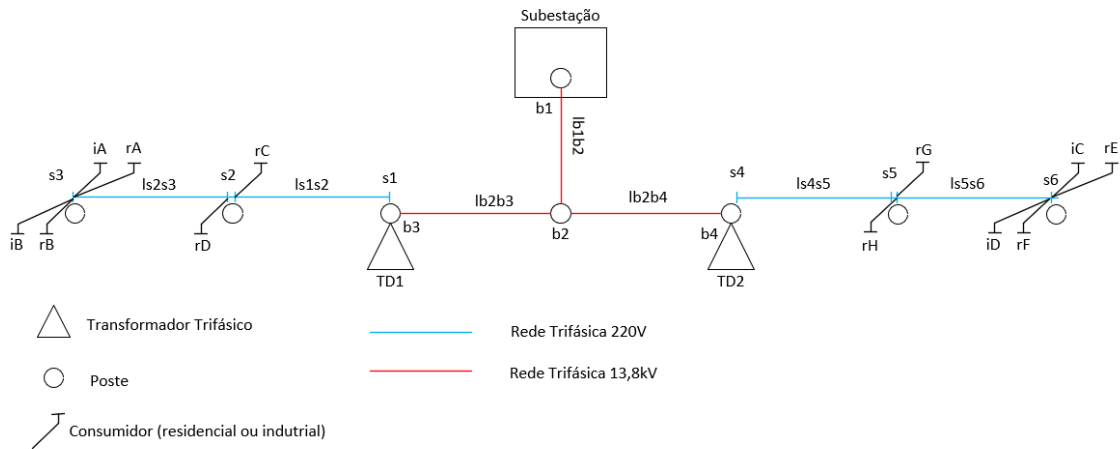 Subestação
b1
lb1b2
iA
rA
rC
s3
ls2s3
s2
ls1s2
s1
iB
rB
rD
lb2b3
b3
b2
lb2b4
b4
TD1
TD2
s4
ls4s5
s5
rG
rH
ls5s6
s6
iC
rE
iD
rF
Transformador Trifásico
Poste
Consumidor (residencial ou indutrial)
Rede Trifásica 220V
Rede Trifásica 13,8kV